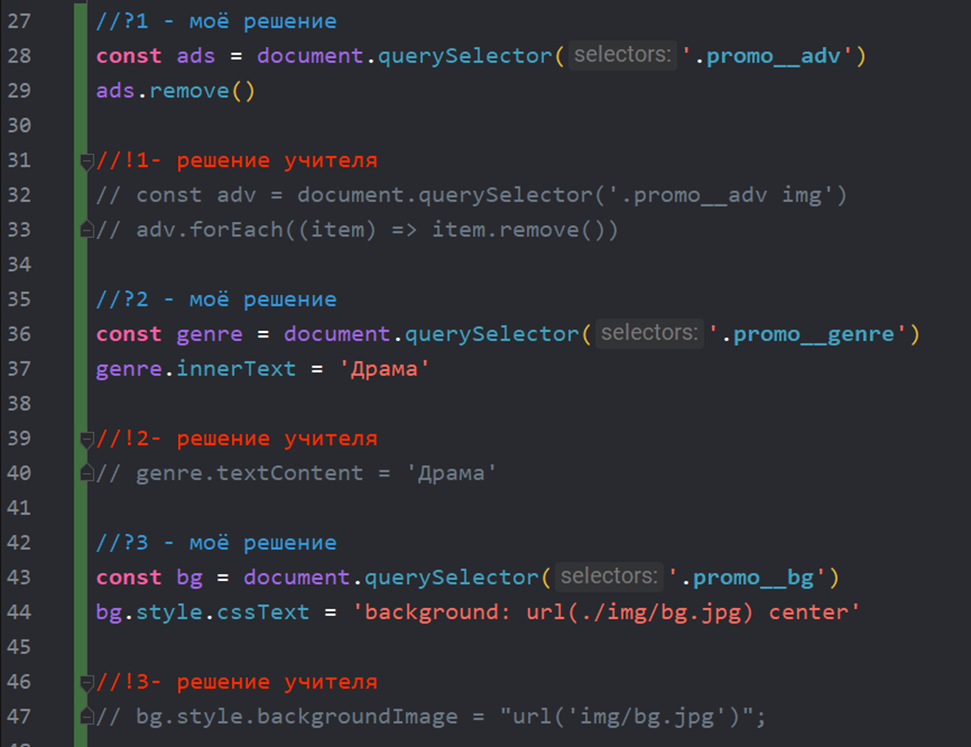 27 //?1 - моё решение
28 const ads = document.querySelector( selectors: '.promo__adv')
29 ads.remove()
30
31 //!1- решение учителя
32 // const adv = document.querySelector('.promo__adv img')
33 // adv.forEach((item) => item.remove())
34
35 //?2 - моё решение
36 const genre = document.querySelector( selectors: '.promo__genre')
37 genre.innerText = 'Драма'
38
39 //!2- решение учителя
40 // genre.textContent = 'Драма'
41
42 //?3 - моё решение
43 const bg = document.querySelector( selectors: '.promo__bg')
44 bg.style.cssText = 'background: url(./img/bg.jpg) center'
45
46 //!3- решение учителя
47 // bg.style.backgroundImage = "url('img/bg.jpg')";